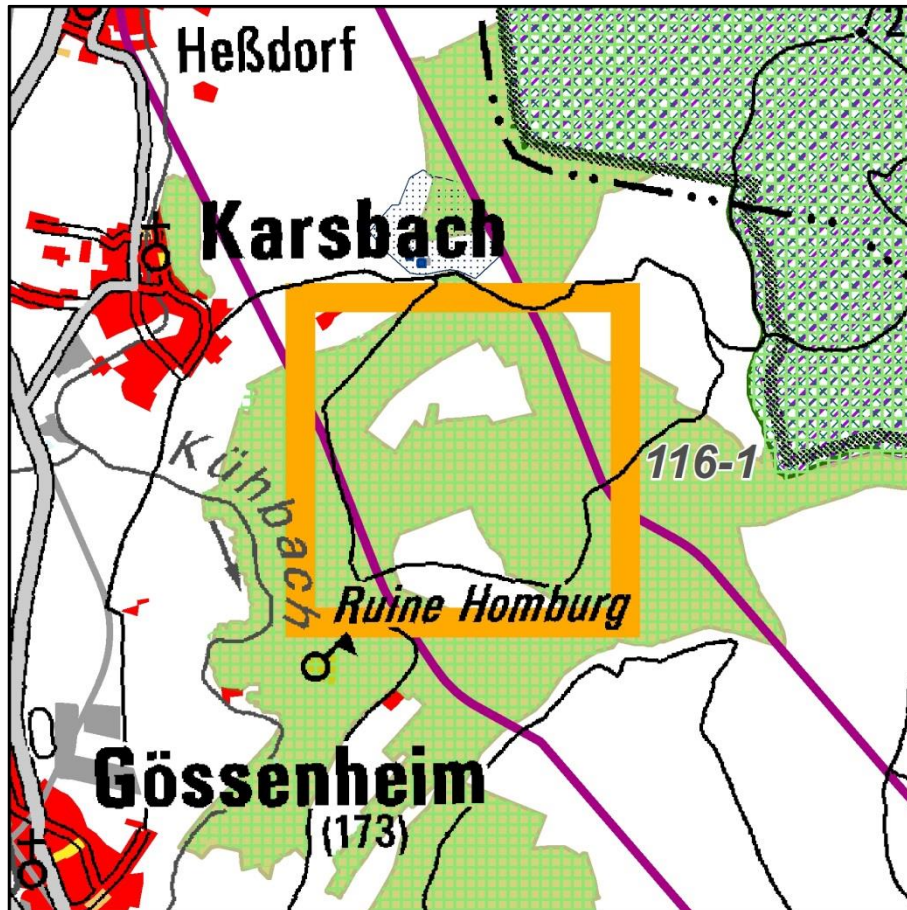 Heßdorf
Karsbach
Kühbach
116-1
Ruine Homburg
Gössenheim
(173)